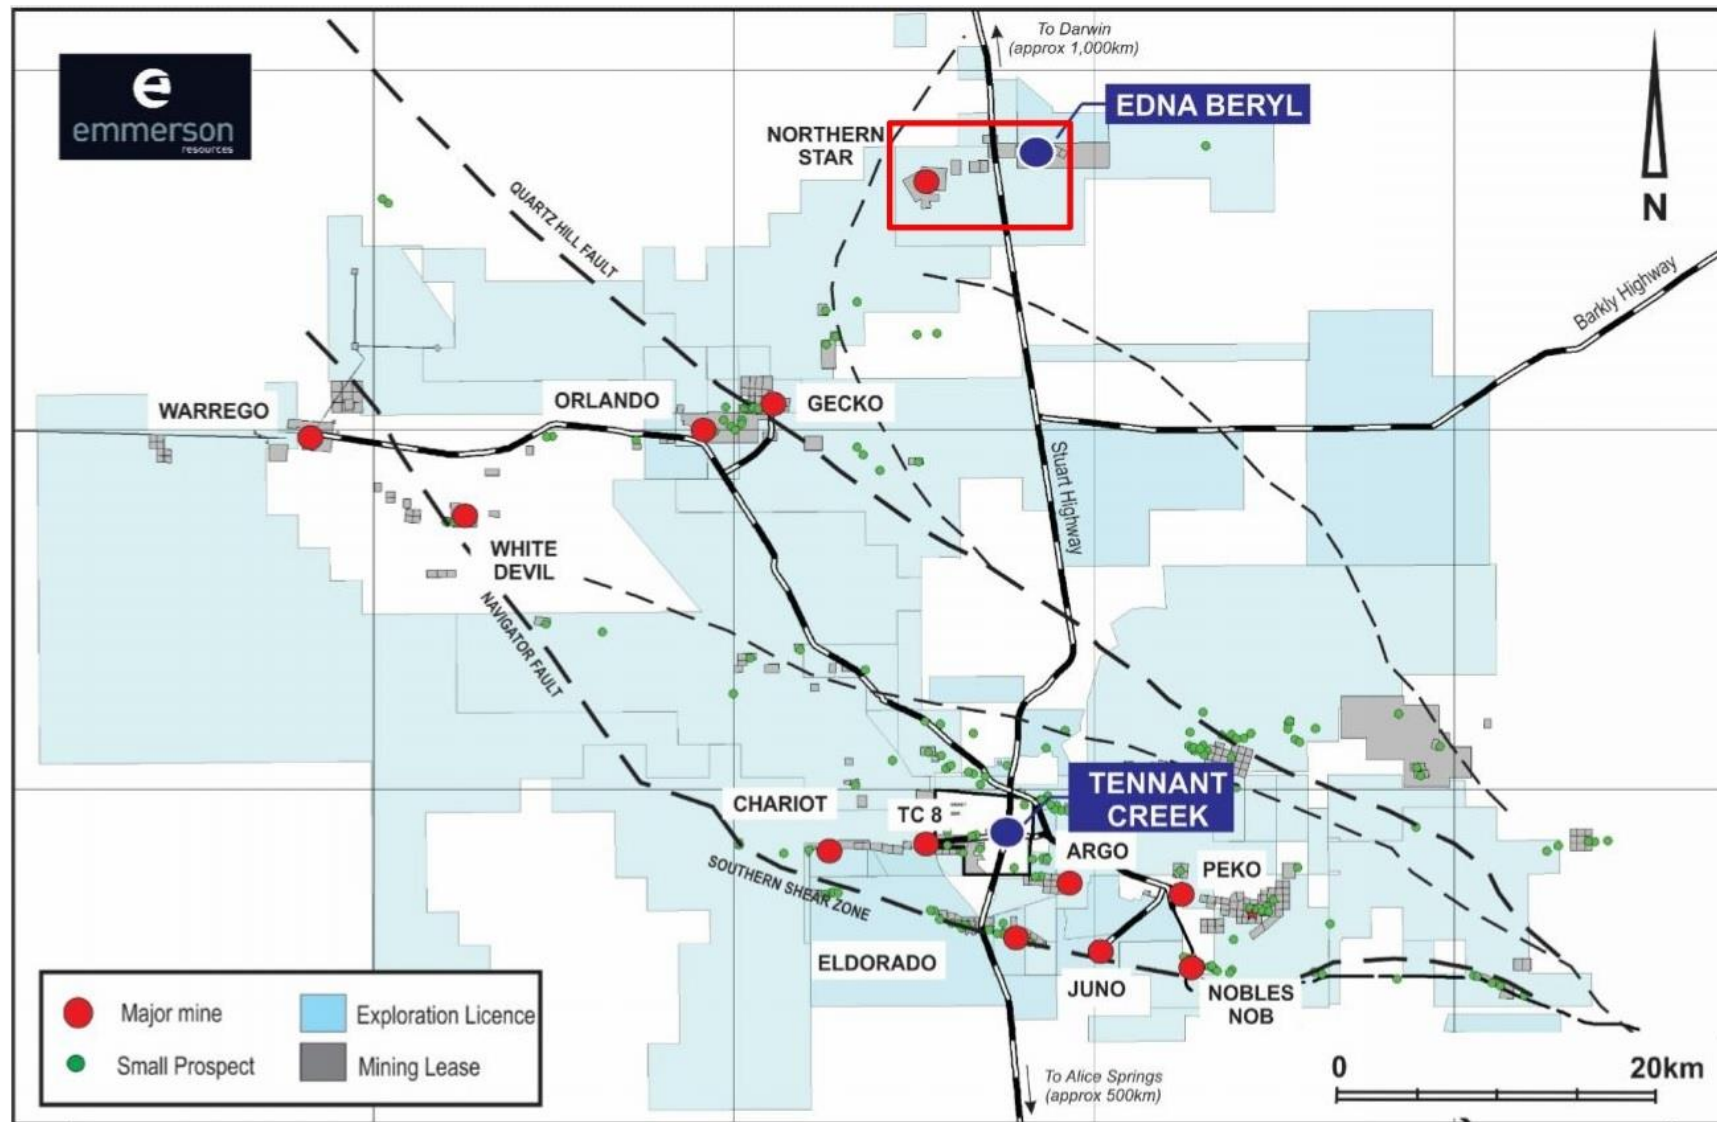 To Darwin
(approx 1,000km)
e
emmerson
resources
EDNA BERYL
NORTHERN
STAR
N
QUARTZ HILL FAULT
Barkly Highway
WARREGO
ORLANDO
GECKO
Stuart Highway
WHITE
DEVIL
NAVIGATOR FAULT
TENNANT
CREEK
CHARIOT
TC 8
ARGO
SOUTHERN SHEAR ZONE
PEKO
ELDORADO
JUNO
NOBLES
NOB
Major mine
Exploration Licence
Small Prospect
Mining Lease
To Alice Springs
(approx 500km)
0
20km